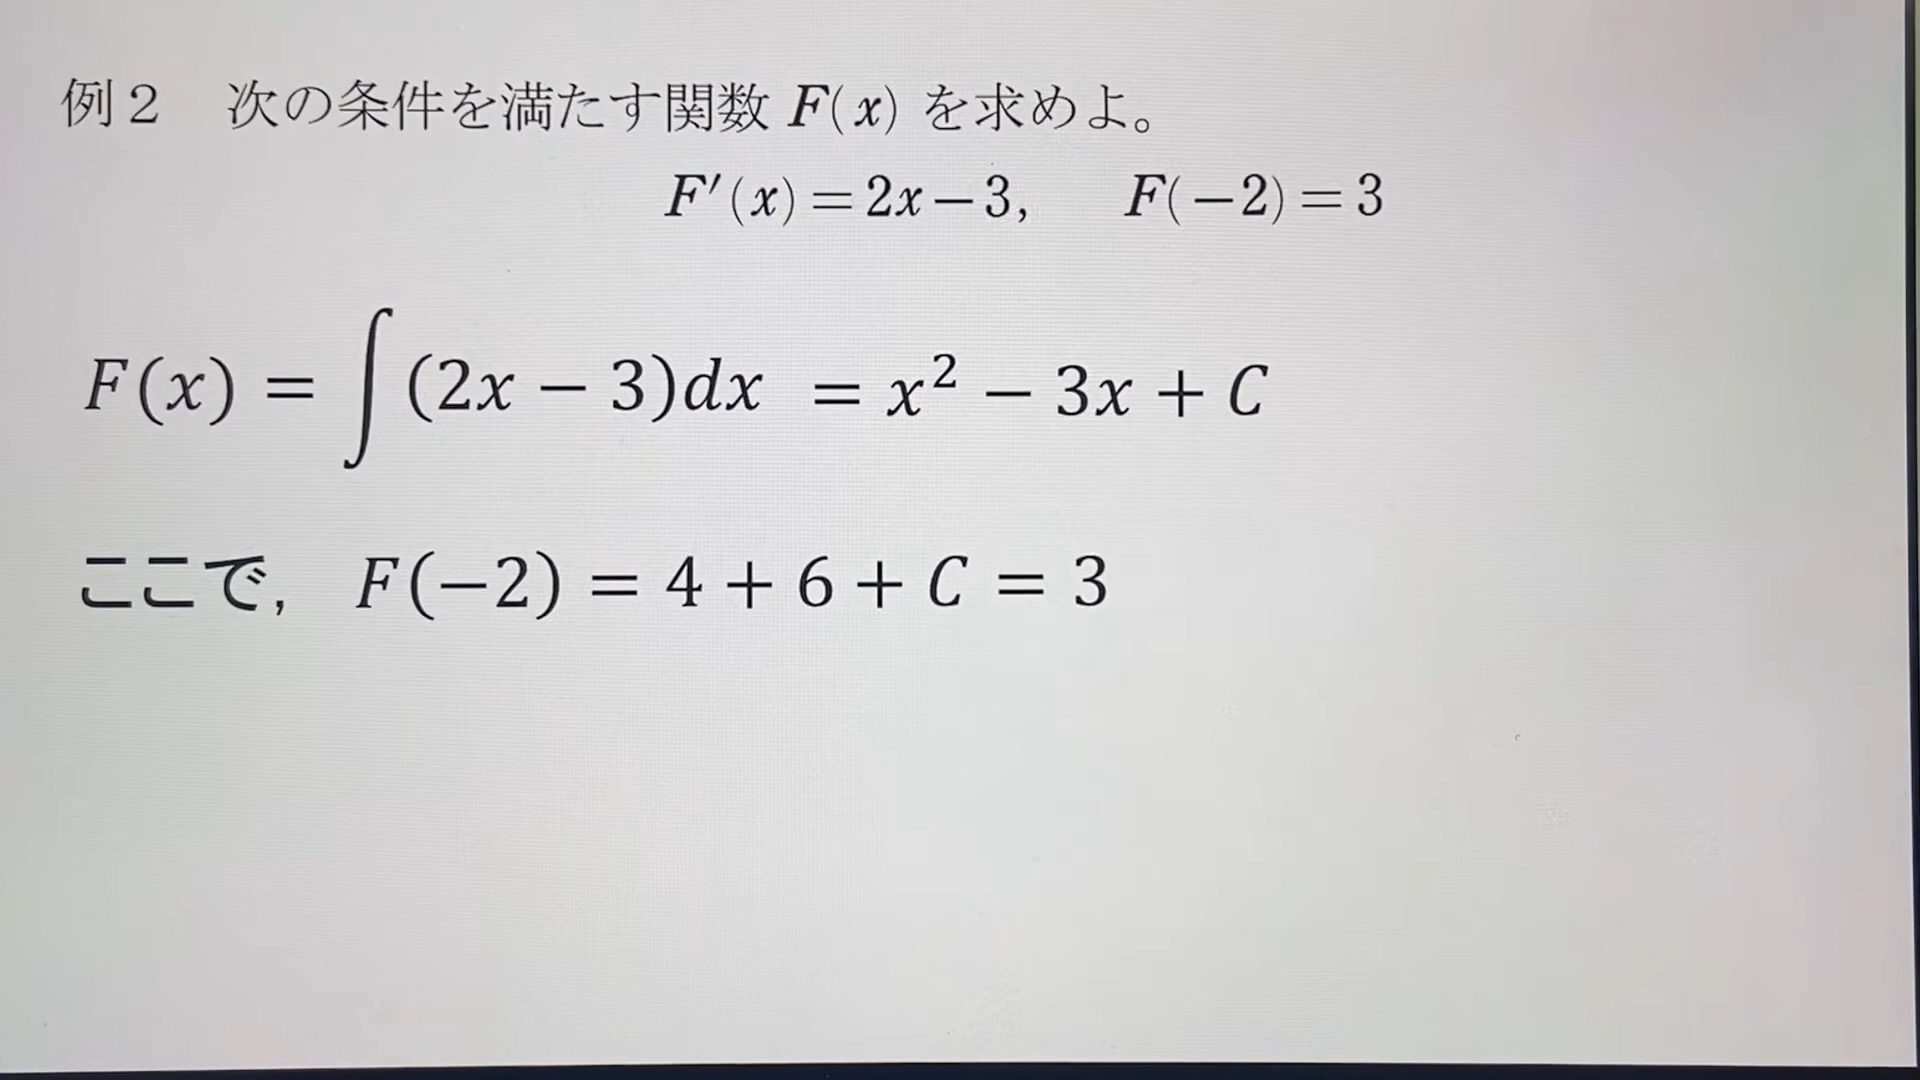 例２　次の条件を満たす関数 F(x) を求めよ。
F′(x)=2x−3,　F(−2)=3
F(x) = ∫(2x − 3)dx = x² − 3x + C
ここで,　F(−2) = 4 + 6 + C = 3